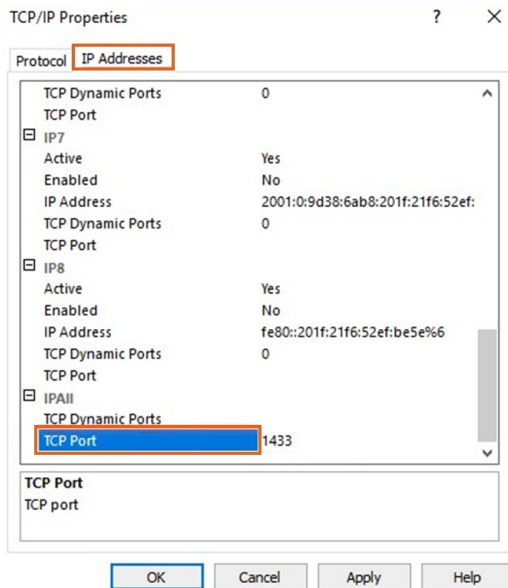 TCP/IP Properties ? ×
Protocol IP Addresses
TCP Dynamic Ports 0
TCP Port
IP7
Active Yes
Enabled No
IP Address 2001:0:9d38:6ab8:201f:21f6:52ef:
TCP Dynamic Ports 0
TCP Port
IP8
Active Yes
Enabled No
IP Address fe80::201f:21f6:52ef:be5e%6
TCP Dynamic Ports 0
TCP Port
IPAll
TCP Dynamic Ports
TCP Port 1433
TCP Port
TCP port
OK Cancel Apply Help